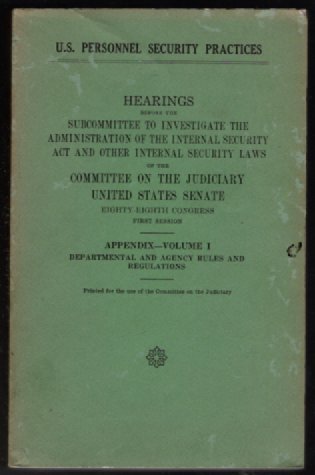 U.S. PERSONNEL SECURITY PRACTICES
HEARINGS
BEFORE THE
SUBCOMMITTEE TO INVESTIGATE THE
ADMINISTRATION OF THE INTERNAL SECURITY
ACT AND OTHER INTERNAL SECURITY LAWS
OF THE
COMMITTEE ON THE JUDICIARY
UNITED STATES SENATE
EIGHTY-EIGHTH CONGRESS
FIRST SESSION
APPENDIX—VOLUME I
DEPARTMENTAL AND AGENCY RULES AND
REGULATIONS
Printed for the use of the Committee on the Judiciary